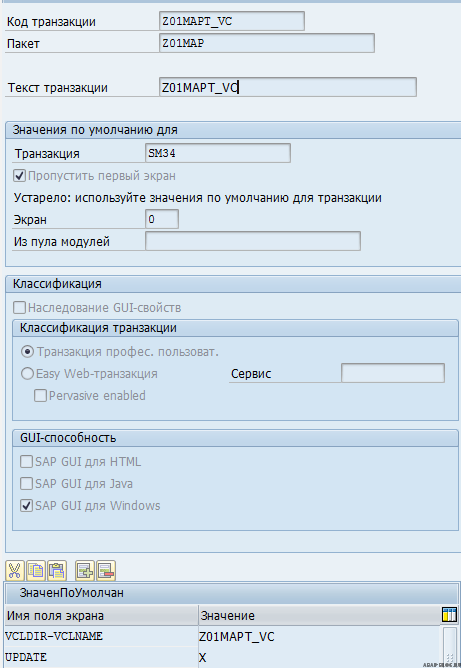 Код транзакции Z01MAPT_VC
Пакет Z01MAP
Текст транзакции Z01MAPT_VC
Значения по умолчанию для
Транзакция SM34
Пропустить первый экран
Устарело: используйте значения по умолчанию для транзакции
Экран 0
Из пула модулей
Классификация
Наследование GUI-свойств
Классификация транзакции
Транзакция профес. пользоват.
Easy Web-транзакция Сервис
Pervasive enabled
GUI-способность
SAP GUI для HTML
SAP GUI для Java
SAP GUI для Windows
ЗначенПоУмолчан
Имя поля экрана Значение
VCLDIR-VCLNAME Z01MAPT_VC
UPDATE X